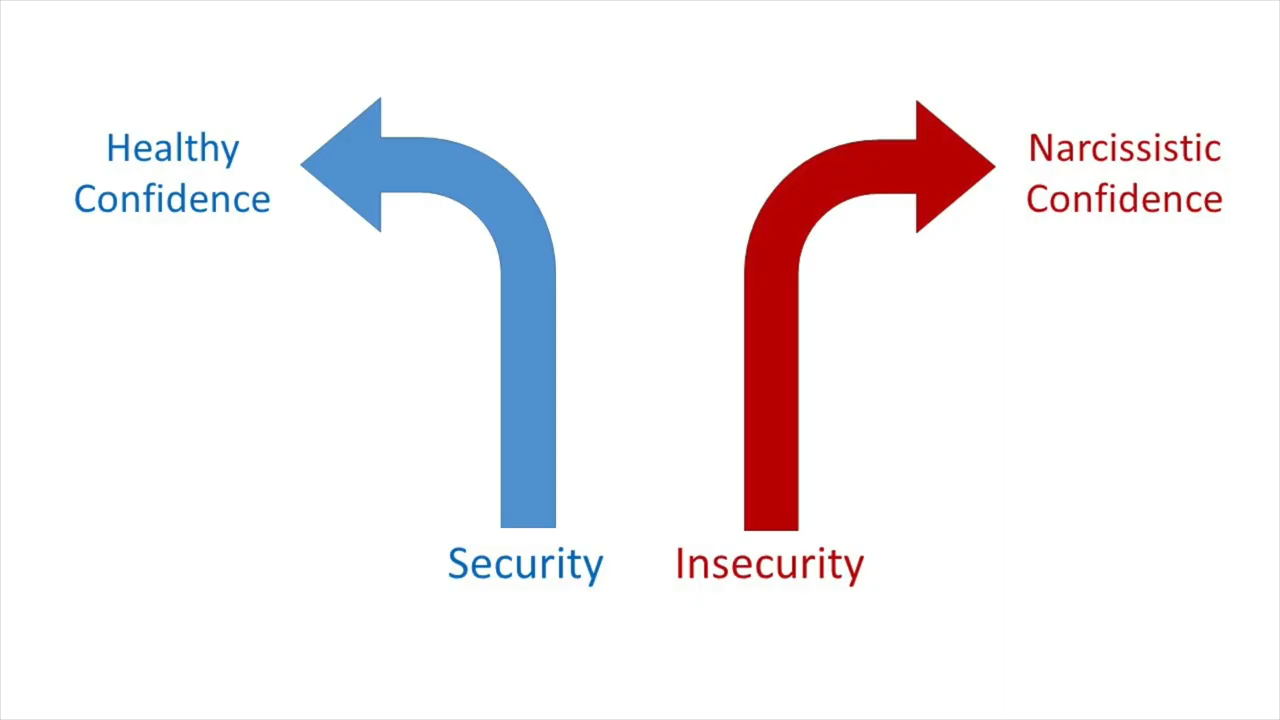 Healthy
Confidence
Narcissistic
Confidence
Security
Insecurity